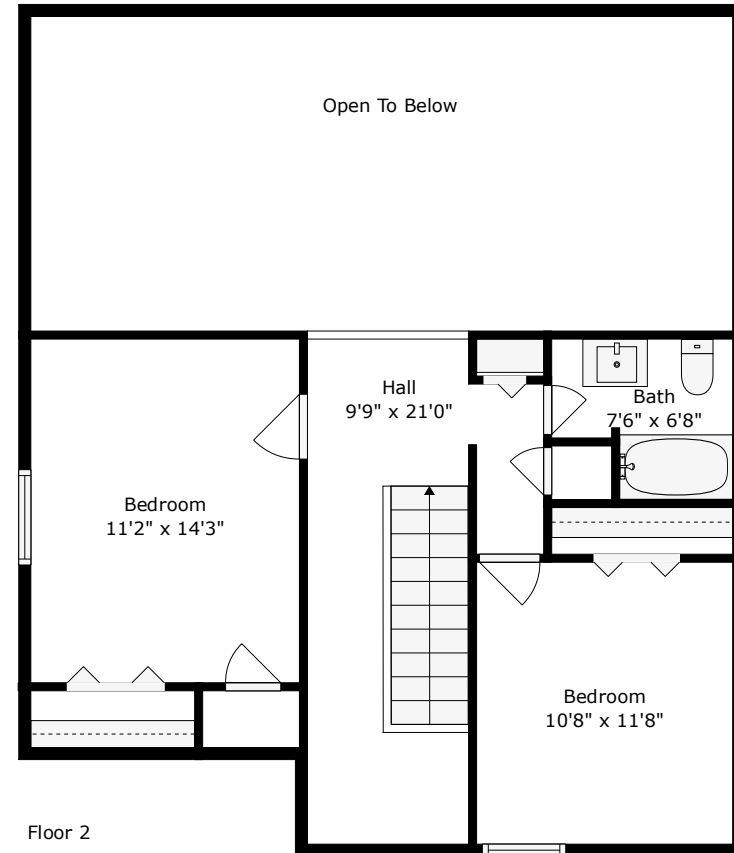 Open To Below
Hall
9'9" x 21'0"
Bath
7'6" x 6'8"
Bedroom
11'2" x 14'3"
Bedroom
10'8" x 11'8"
Floor 2